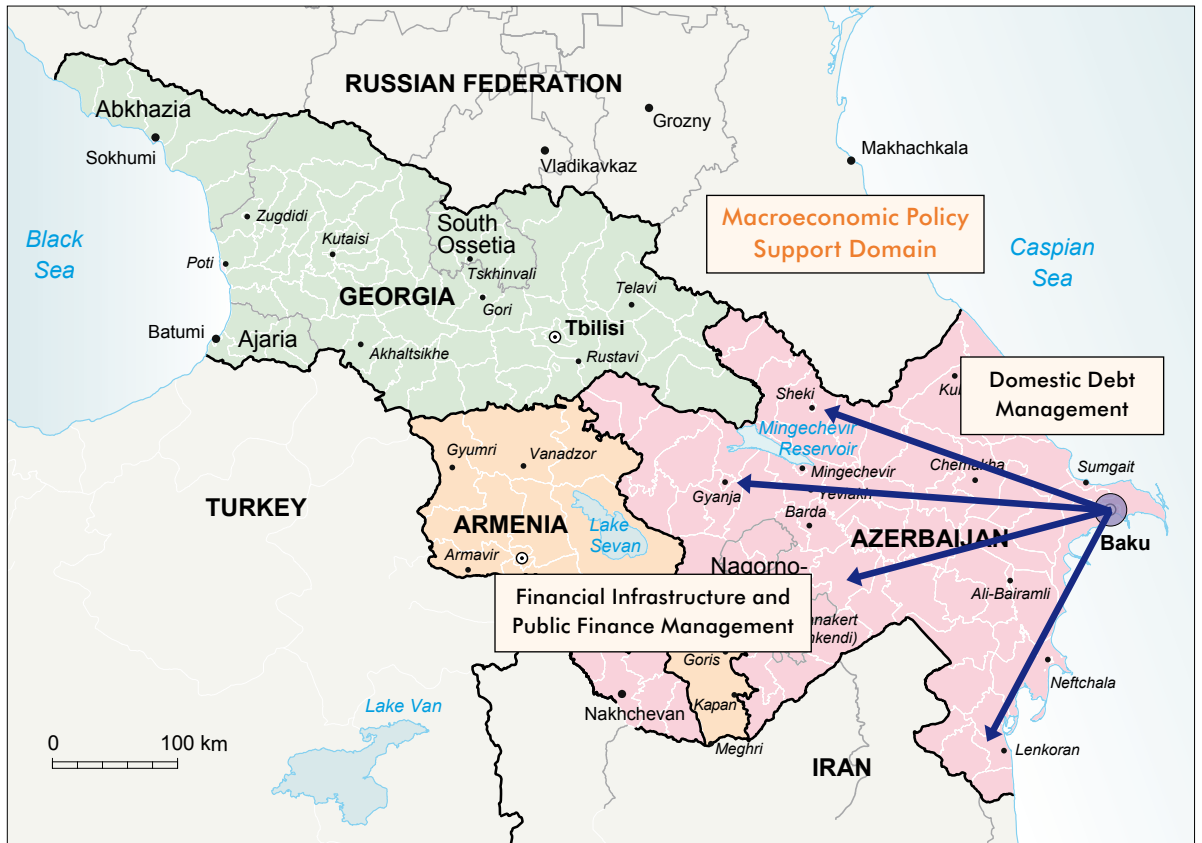 RUSSIAN FEDERATION
Abkhazia
Grozny
Sokhumi
Vladikavkaz
Makhachkala
Macroeconomic Policy
Support Domain
Zugdidi
South
Ossetia
Black
Sea
Kutaisi
Caspian
Sea
Poti
Tskhinvali
GEORGIA
Gori
Telavi
Batumi
Ajaria
Tbilisi
Akhaltsikhe
Rustavi
Domestic Debt
Management
Sheki
Mingechevir
Reservoir
Gyumri
Vanadzor
Mingechevir
Chemakha
Sumgait
Gyanja
Yevlakh
TURKEY
ARMENIA
Lake
Sevan
Barda
AZERBAIJAN
Baku
Armavir
Nagorno-
Ali-Bairamli
Financial Infrastructure and
Public Finance Management
Goris
Neftchala
Nakhchevan
Kapan
Lake Van
0 100 km
Meghri
IRAN
Lenkoran